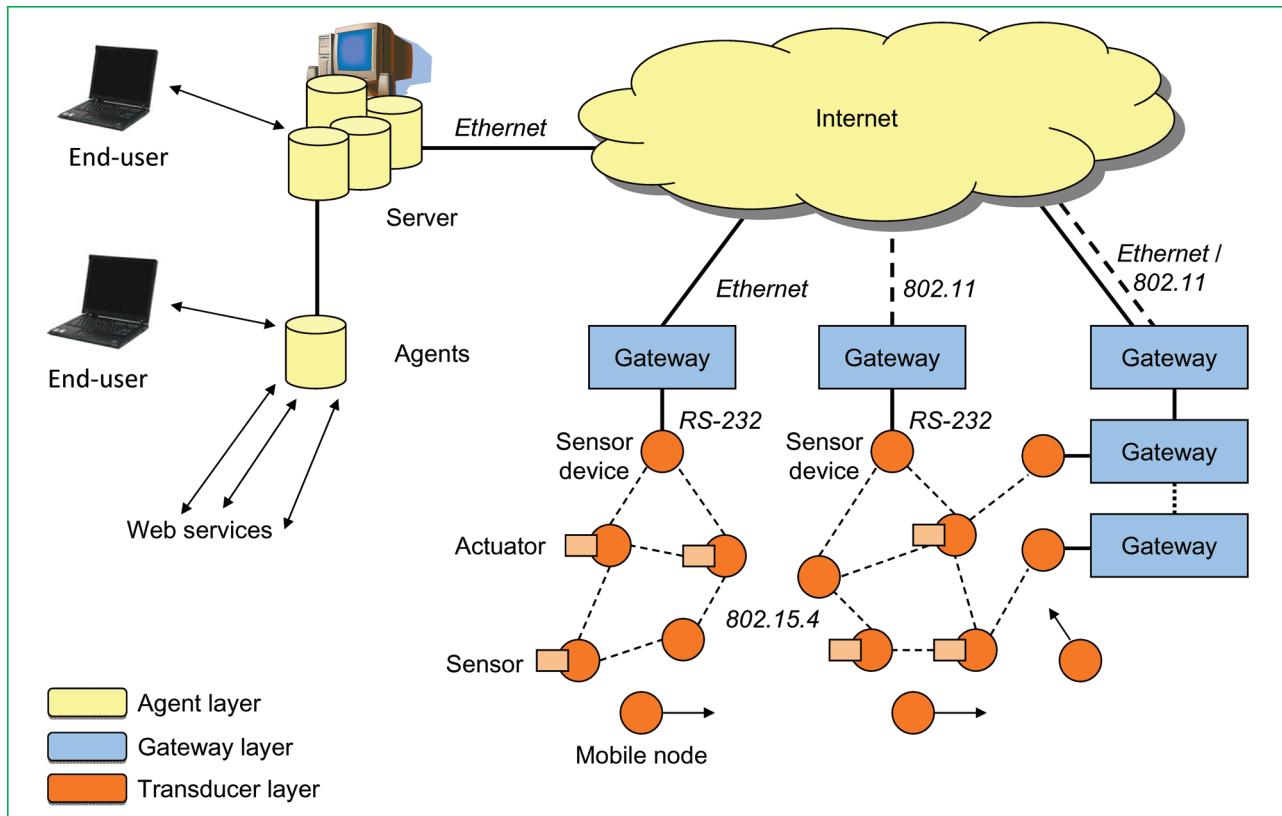 End-user
Server
Ethernet
Internet
End-user
Agents
Web services
Ethernet
802.11
Ethernet /
802.11
Gateway
Gateway
Gateway
RS-232
RS-232
Sensor
device
Sensor
device
Gateway
Actuator
Gateway
802.15.4
Sensor
Mobile node
Agent layer
Gateway layer
Transducer layer